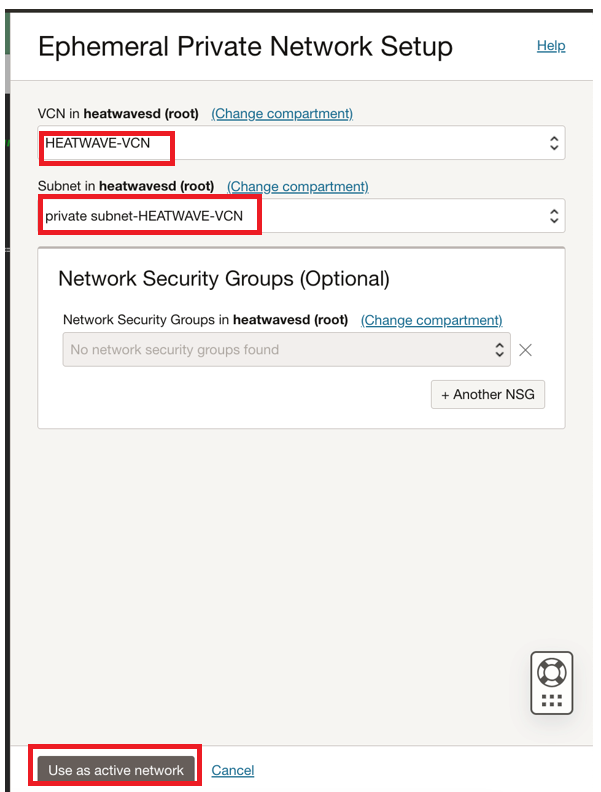 Ephemeral Private Network Setup
Help
VCN in heatwavesd (root) (Change compartment)
HEATWAVE-VCN
Subnet in heatwavesd (root) (Change compartment)
private subnet-HEATWAVE-VCN
Network Security Groups (Optional)
Network Security Groups in heatwavesd (root) (Change compartment)
No network security groups found
+ Another NSG
Use as active network
Cancel